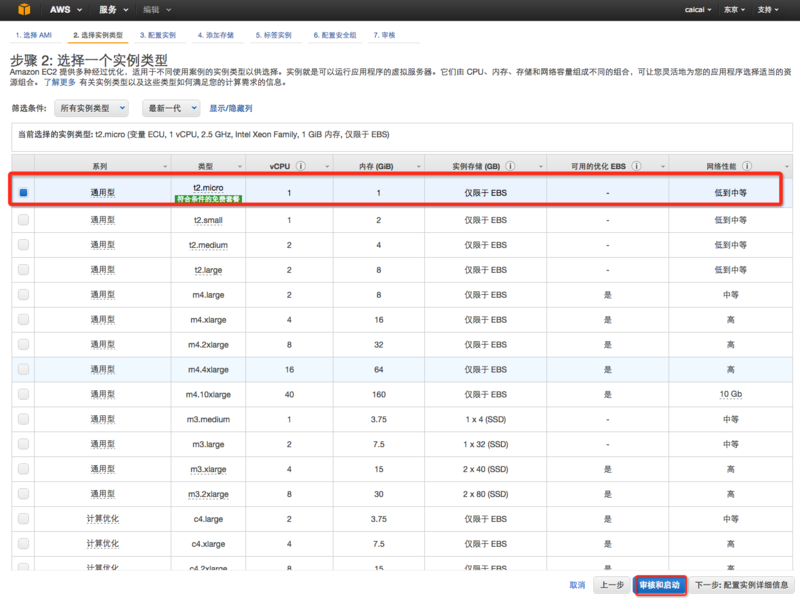 AWS 服务 编辑 caicai 东京 支持
1. 选择 AMI 2. 选择实例类型 3. 配置实例 4. 添加存储 5. 标签实例 6. 配置安全组 7. 审核
步骤 2: 选择一个实例类型
Amazon EC2 提供多种经过优化，适用于不同使用案例的实例类型以供选择。实例就是可以运行应用程序的虚拟服务器。它们由 CPU、内存、存储和网络容量组成不同的组合，可让您灵活地为您的应用程序选择适当的资
源组合。 了解更多 有关实例类型以及这些类型如何满足您的计算需求的信息。
筛选条件: 所有实例类型 最新一代 显示/隐藏列
当前选择的实例类型: t2.micro (变量 ECU, 1 vCPU, 2.5 GHz, Intel Xeon Family, 1 GiB 内存, 仅限于 EBS)
系列 类型 vCPU 内存 (GiB) 实例存储 (GB) 可用的优化 EBS 网络性能
通用型 t2.micro 1 1 仅限于 EBS - 低到中等
符合条件的免费套餐
通用型 t2.small 1 2 仅限于 EBS - 低到中等
通用型 t2.medium 2 4 仅限于 EBS - 低到中等
通用型 t2.large 2 8 仅限于 EBS - 低到中等
通用型 m4.large 2 8 仅限于 EBS 是 中等
通用型 m4.xlarge 4 16 仅限于 EBS 是 高
通用型 m4.2xlarge 8 32 仅限于 EBS 是 高
通用型 m4.4xlarge 16 64 仅限于 EBS 是 高
通用型 m4.10xlarge 40 160 仅限于 EBS 是 10 Gb
通用型 m3.medium 1 3.75 1 x 4 (SSD) - 中等
通用型 m3.large 2 7.5 1 x 32 (SSD) - 中等
通用型 m3.xlarge 4 15 2 x 40 (SSD) 是 高
通用型 m3.2xlarge 8 30 2 x 80 (SSD) 是 高
计算优化 c4.large 2 3.75 仅限于 EBS 是 中等
计算优化 c4.xlarge 4 7.5 仅限于 EBS 是 高
计算优化 c4.2xlarge 8 15 仅限于 EBS 是 高
取消 上一步 审核和启动 下一步: 配置实例详细信息